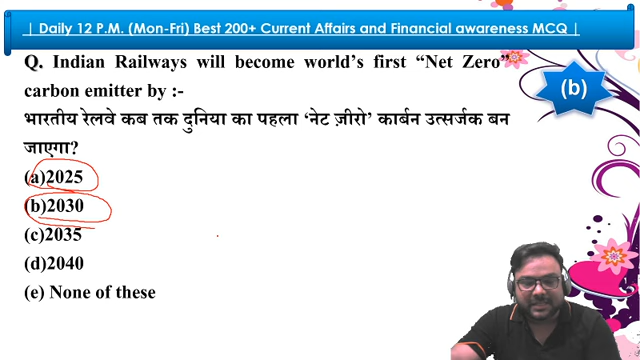 | Daily 12 P.M. (Mon-Fri) Best 200+ Current Affairs and Financial awareness MCQ |
Q. Indian Railways will become world’s first “Net Zero”
carbon emitter by :-
(b)
भारतीय रेलवे कब तक दुनिया का पहला ‘नेट ज़ीरो’ कार्बन उत्सर्जक बन
जाएगा?
(a)2025
(b)2030
(c)2035
(d)2040
(e) None of these